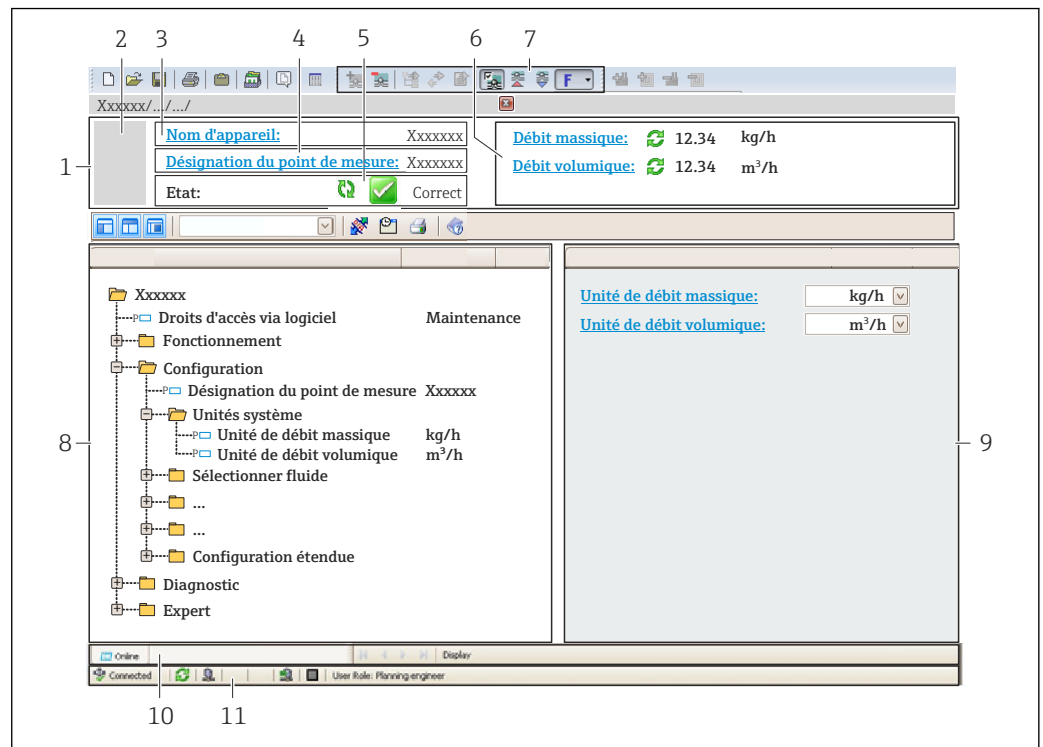 2 3 4 5 6 7
F
Xxxxxx/.../.../
1
Nom d'appareil: Xxxxxxx
Désignation du point de mesure: Xxxxxxx
Etat: Correct
Débit massique: 12.34 kg/h
Débit volumique: 12.34 m³/h
Xxxxxx
P Droits d'accès via logiciel Maintenance
Fonctionnement
Configuration
P Désignation du point de mesure Xxxxxx
Unités système
P Unité de débit massique kg/h
P Unité de débit volumique m³/h
Sélectionner fluide
...
...
Configuration étendue
Diagnostic
Expert
8
Unité de débit massique: kg/h
Unité de débit volumique: m³/h
9
Online Display
Connected User Role: Planning engineer
10 11